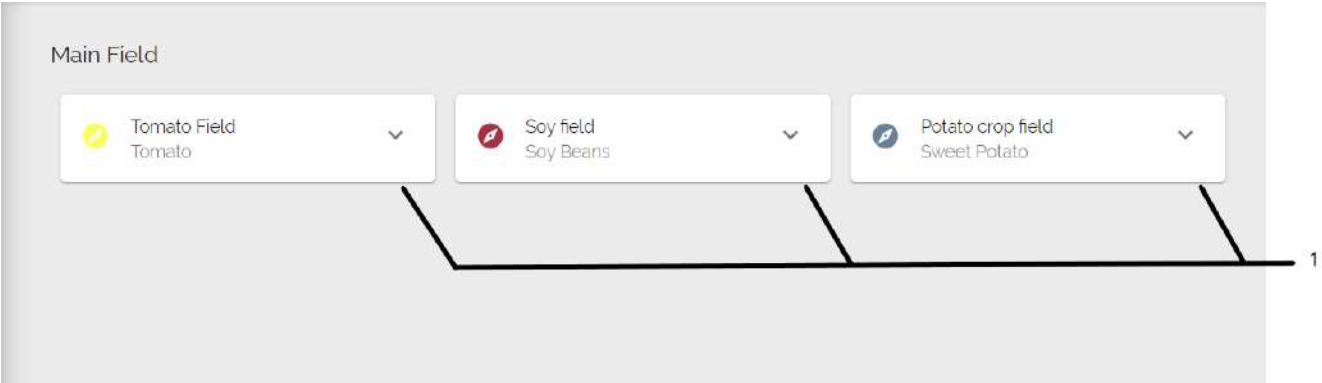 Main Field
Tomato Field
Tomato
Soy field
Soy Beans
Potato crop field
Sweet Potato
1